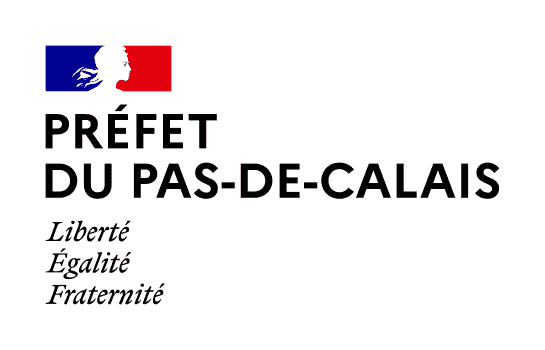 PRÉFET
DU PAS-DE-CALAIS
Liberté
Égalité
Fraternité